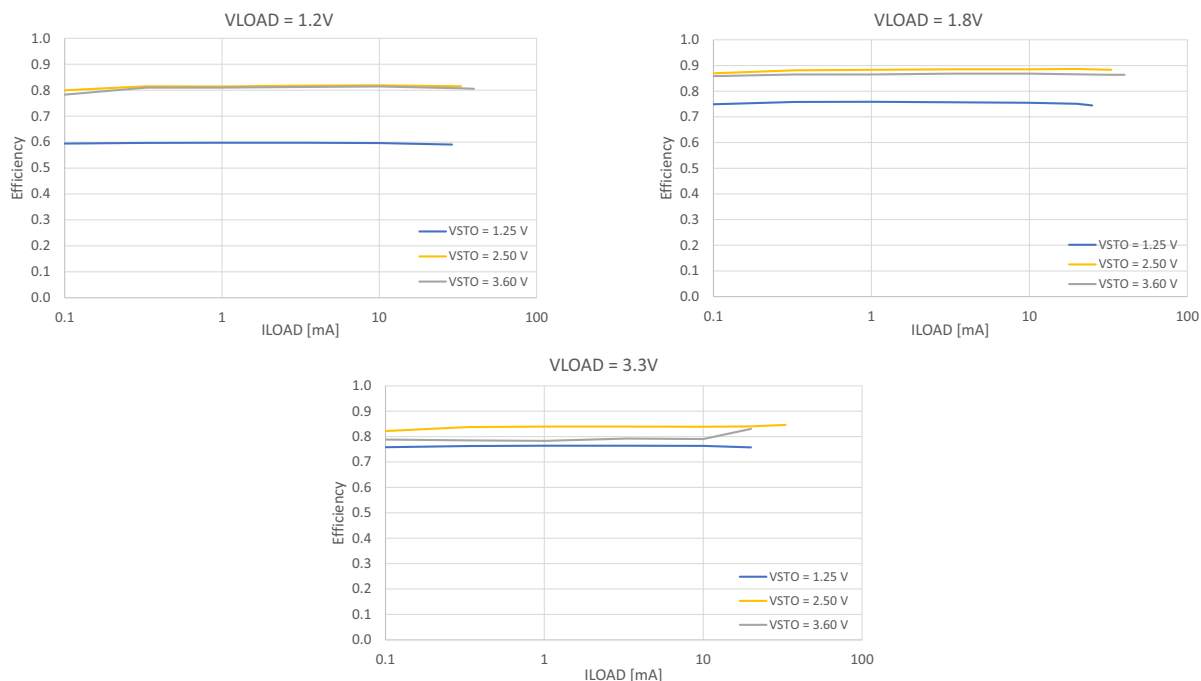 VLOAD = 1.2V
1.0
0.9
0.8
0.7
0.6
0.5
0.4
0.3
0.2
0.1
0.0
Efficiency
VSTO = 1.25 V
VSTO = 2.50 V
VSTO = 3.60 V
0.1 1 10 100
ILOAD [mA]
VLOAD = 1.8V
1.0
0.9
0.8
0.7
0.6
0.5
0.4
0.3
0.2
0.1
0.0
Efficiency
VSTO = 1.25 V
VSTO = 2.50 V
VSTO = 3.60 V
0.1 1 10 100
ILOAD [mA]
VLOAD = 3.3V
1.0
0.9
0.8
0.7
0.6
0.5
0.4
0.3
0.2
0.1
0.0
Efficiency
VSTO = 1.25 V
VSTO = 2.50 V
VSTO = 3.60 V
0.1 1 10 100
ILOAD [mA]